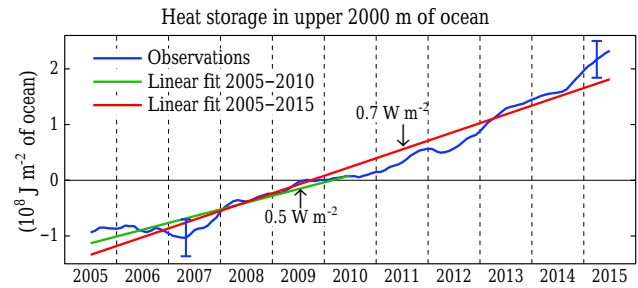 Heat storage in upper 2000 m of ocean
Observations
Linear fit 2005−2010
Linear fit 2005−2015
0.7 W m⁻²
0.5 W m⁻²
(10⁸ J m⁻² of ocean)
2
1
0
−1
2005 2006 2007 2008 2009 2010 2011 2012 2013 2014 2015